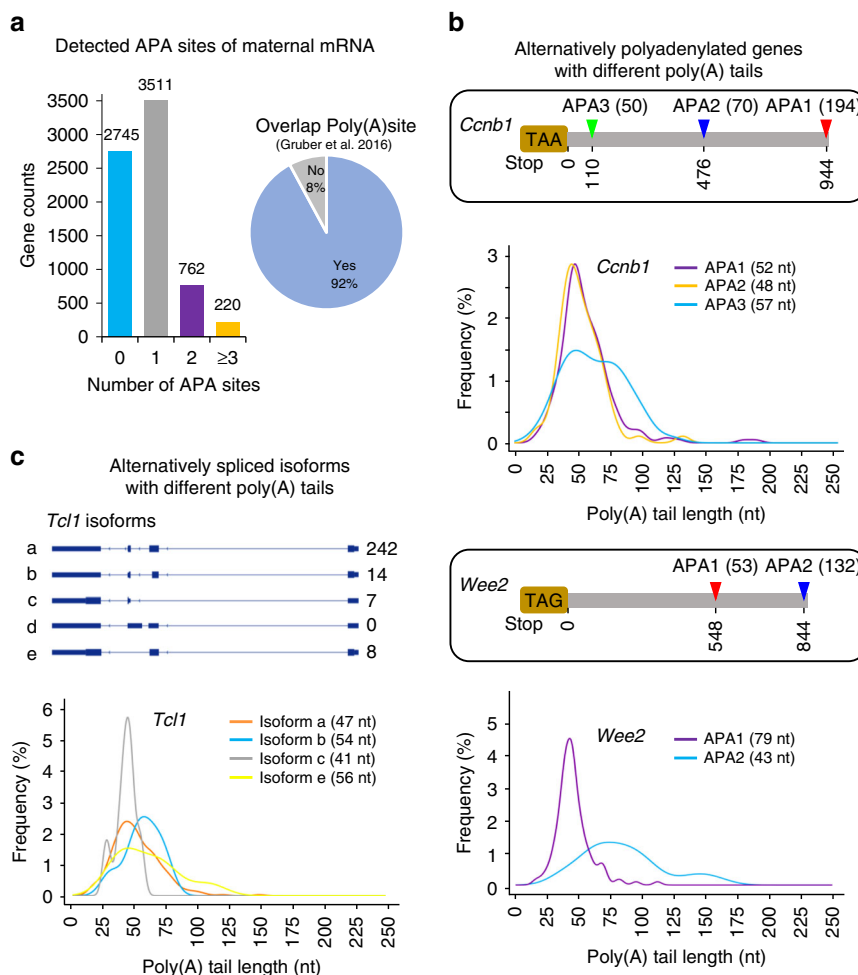 a
Detected APA sites of maternal mRNA
3500
3000
2500
2000
1500
1000
500
0
Gene counts
2745
3511
762
220
0 1 2 ≥3
Number of APA sites
Overlap Poly(A)site
(Gruber et al. 2016)
No
8%
Yes
92%
b
Alternatively polyadenylated genes
with different poly(A) tails
APA3 (50) APA2 (70) APA1 (194)
Ccnb1
TAA
Stop
0
110
476
944
3
2
1
0
Frequency (%)
Ccnb1
APA1 (52 nt)
APA2 (48 nt)
APA3 (57 nt)
0 25 50 75 100 125 150 175 200 225 250
Poly(A) tail length (nt)
APA1 (53) APA2 (132)
Wee2
TAG
Stop
0
548
844
5
4
3
2
1
0
Frequency (%)
Wee2
APA1 (79 nt)
APA2 (43 nt)
0 25 50 75 100 125 150 175 200 225 250
Poly(A) tail length (nt)
c
Alternatively spliced isoforms
with different poly(A) tails
Tcl1 isoforms
a 242
b 14
c 7
d 0
e 8
6
5
4
3
2
1
0
Frequency (%)
Tcl1
Isoform a (47 nt)
Isoform b (54 nt)
Isoform c (41 nt)
Isoform e (56 nt)
0 25 50 75 100 125 150 175 200 225 250
Poly(A) tail length (nt)